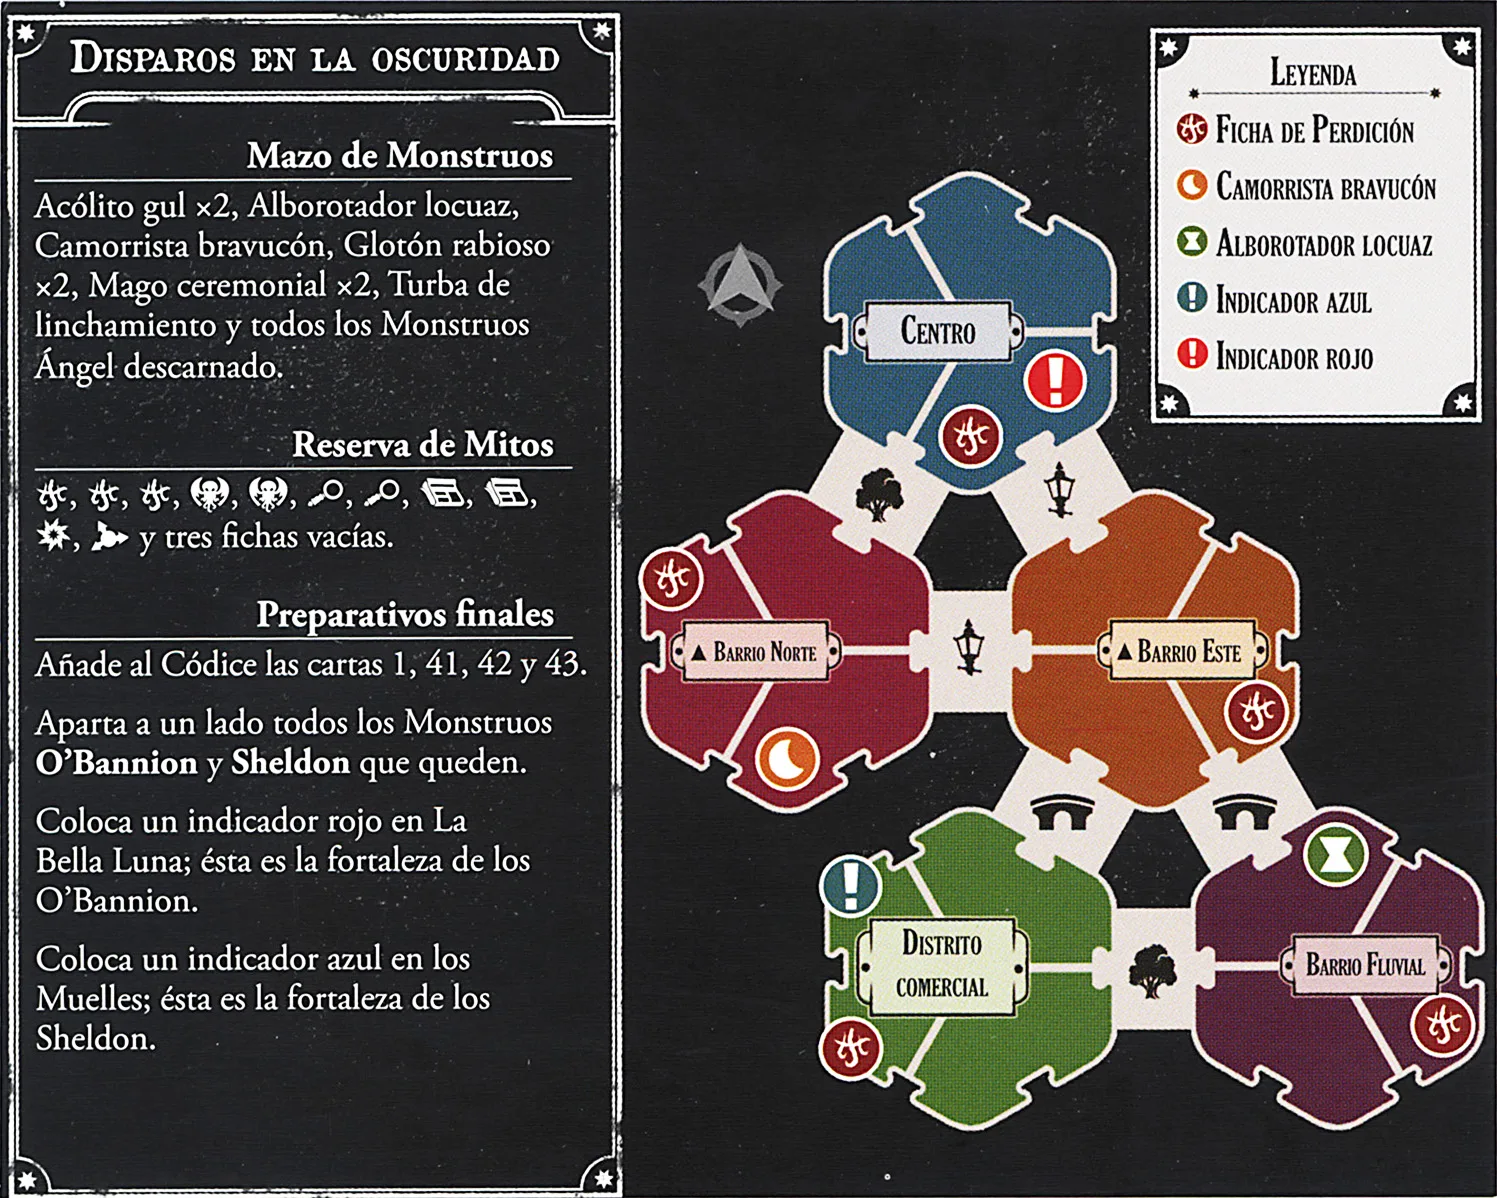 DISPAROS EN LA OSCURIDAD
Mazo de Monstruos
Acólito gul ×2, Alborotador locuaz,
Camorrista bravucón, Glotón rabioso
×2, Mago ceremonial ×2, Turba de
linchamiento y todos los Monstruos
Ángel descarnado.
Reserva de Mitos
, , , , , , , , ,
, y tres fichas vacías.
Preparativos finales
Añade al Códice las cartas 1, 41, 42 y 43.
Aparta a un lado todos los Monstruos
O’Bannion y Sheldon que queden.
Coloca un indicador rojo en La
Bella Luna; ésta es la fortaleza de los
O’Bannion.
Coloca un indicador azul en los
Muelles; ésta es la fortaleza de los
Sheldon.
LEYENDA
FICHA DE PERDICIÓN
CAMORRISTA BRAVUCÓN
ALBOROTADOR LOCUAZ
! INDICADOR AZUL
! INDICADOR ROJO
CENTRO
!
▲ BARRIO NORTE
▲ BARRIO ESTE
!
DISTRITO
COMERCIAL
BARRIO FLUVIAL